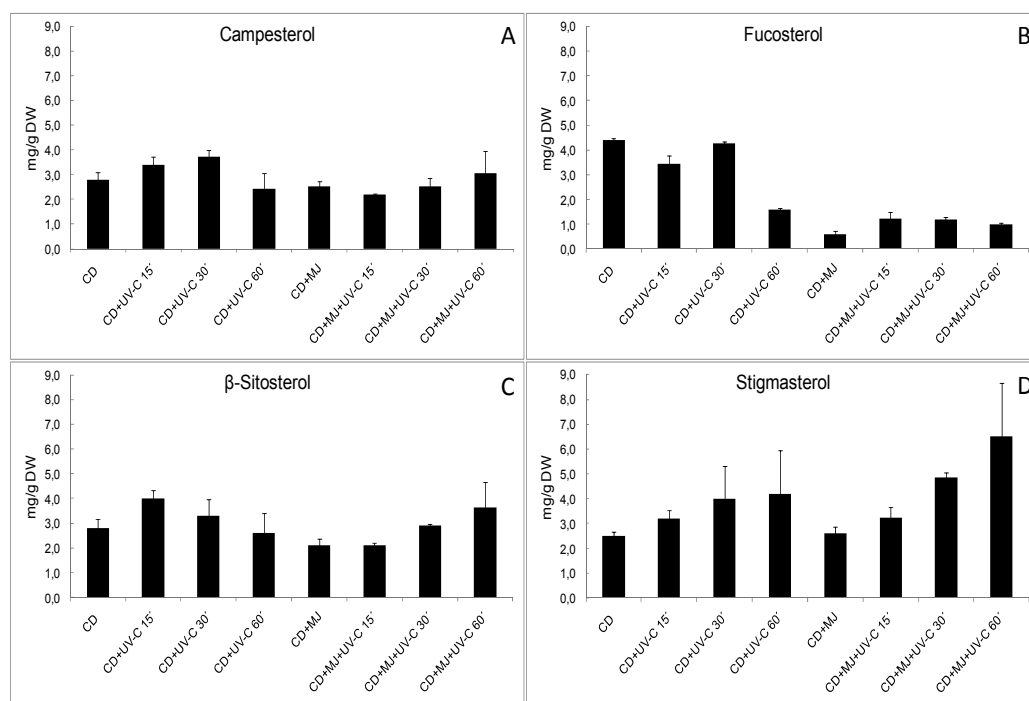 Campesterol
A
mg/g DW
9,0
8,0
7,0
6,0
5,0
4,0
3,0
2,0
1,0
0,0
CD
CD+UV-C 15´
CD+UV-C 30´
CD+UV-C 60´
CD+MJ
CD+MJ+UV-C 15´
CD+MJ+UV-C 30´
CD+MJ+UV-C 60´
Fucosterol
B
mg/g DW
9,0
8,0
7,0
6,0
5,0
4,0
3,0
2,0
1,0
0,0
CD
CD+UV-C 15´
CD+UV-C 30´
CD+UV-C 60´
CD+MJ
CD+MJ+UV-C 15´
CD+MJ+UV-C 30´
CD+MJ+UV-C 60´
β-Sitosterol
C
mg/g DW
9,0
8,0
7,0
6,0
5,0
4,0
3,0
2,0
1,0
0,0
CD
CD+UV-C 15´
CD+UV-C 30´
CD+UV-C 60´
CD+MJ
CD+MJ+UV-C 15´
CD+MJ+UV-C 30´
CD+MJ+UV-C 60´
Stigmasterol
D
mg/g DW
9,0
8,0
7,0
6,0
5,0
4,0
3,0
2,0
1,0
0,0
CD
CD+UV-C 15´
CD+UV-C 30´
CD+UV-C 60´
CD+MJ
CD+MJ+UV-C 15´
CD+MJ+UV-C 30´
CD+MJ+UV-C 60´